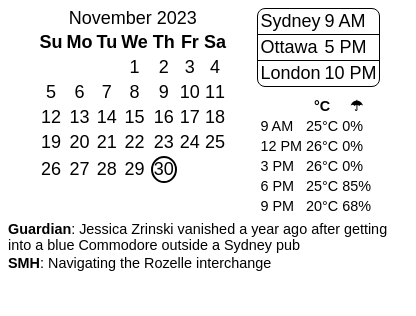 November 2023
Su Mo Tu We Th Fr Sa
1 2 3 4
5 6 7 8 9 10 11
12 13 14 15 16 17 18
19 20 21 22 23 24 25
26 27 28 29 30
Sydney 9 AM
Ottawa 5 PM
London 10 PM
°C ☂
9 AM 25°C 0%
12 PM 26°C 0%
3 PM 26°C 0%
6 PM 25°C 85%
9 PM 20°C 68%
Guardian: Jessica Zrinski vanished a year ago after getting
into a blue Commodore outside a Sydney pub
SMH: Navigating the Rozelle interchange